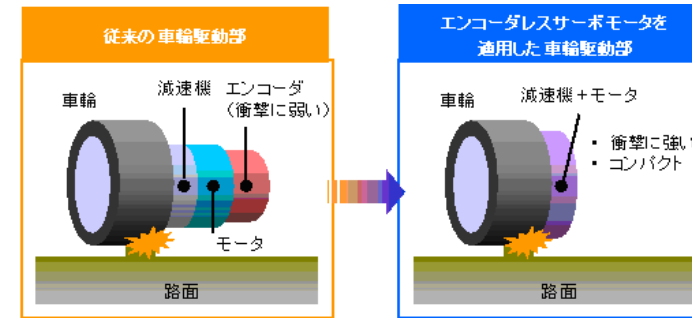 従来の車輪駆動部
車輪
減速機
エンコーダ
(衝撃に弱い)
モータ
路面
エンコーダレスサーボモータを
適用した車輪駆動部
車輪
減速機+モータ
・ 衝撃に強い
・ コンパクト
路面